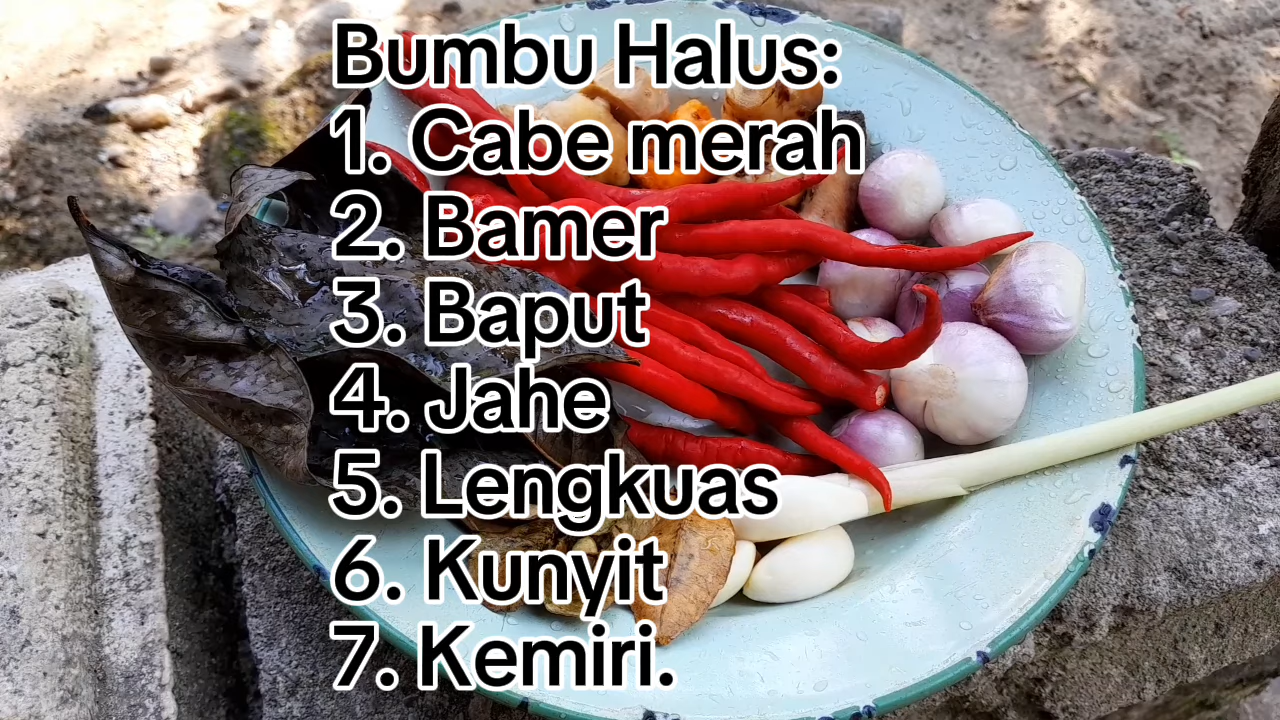 Bumbu Halus:
1. Cabe merah
2. Bamer
3. Baput
4. Jahe
5. Lengkuas
6. Kunyit
7. Kemiri.